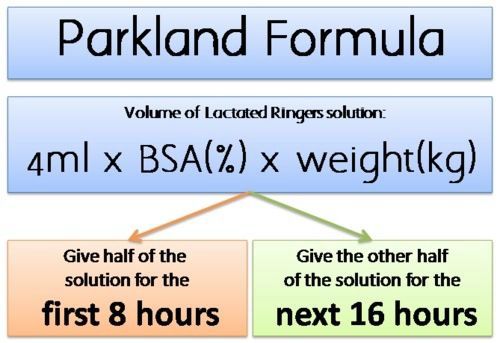 Parkland Formula
Volume of Lactated Ringers solution:
4ml x BSA(%) x weight(kg)
Give half of the
solution for the
first 8 hours
Give the other half
of the solution for the
next 16 hours